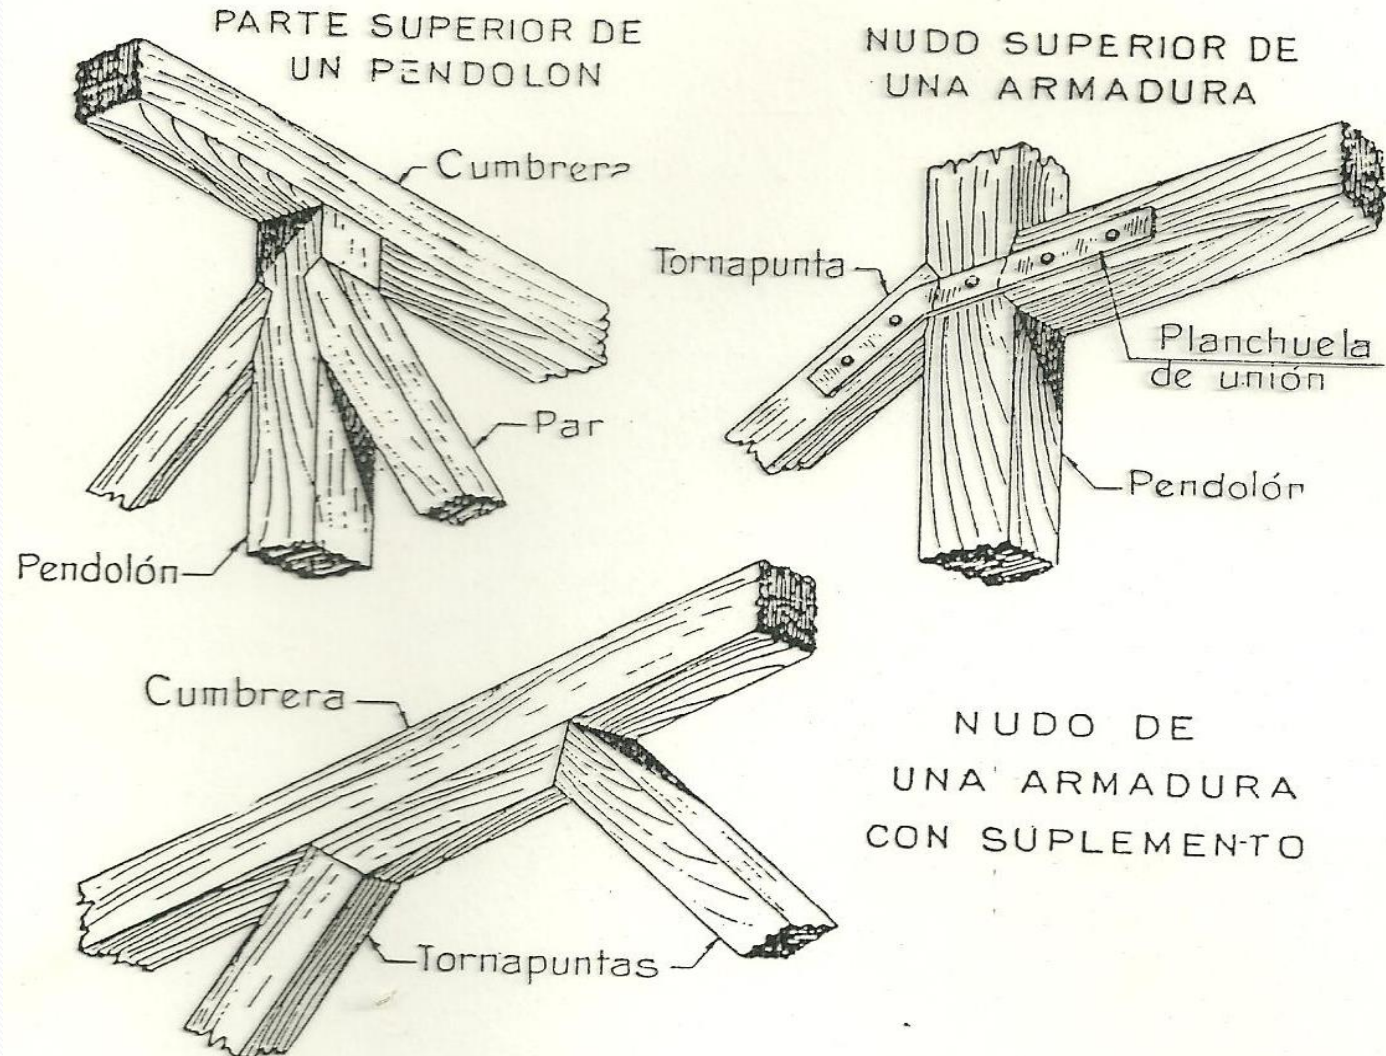 PARTE SUPERIOR DE
UN PENDOLON
Cumbrera
Par
Pendolón
NUDO SUPERIOR DE
UNA ARMADURA
Tornapunta
Planchuela
de unión
Pendolón
Cumbrera
Tornapuntas
NUDO DE
UNA ARMADURA
CON SUPLEMENTO